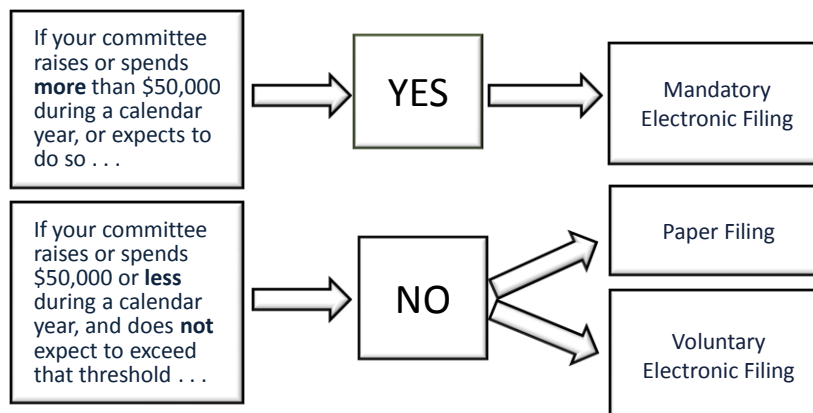 If your committee
raises or spends
more than $50,000
during a calendar
year, or expects to
do so . . .
YES
Mandatory
Electronic Filing
If your committee
raises or spends
$50,000 or less
during a calendar
year, and does not
expect to exceed
that threshold . . .
NO
Paper Filing
Voluntary
Electronic Filing